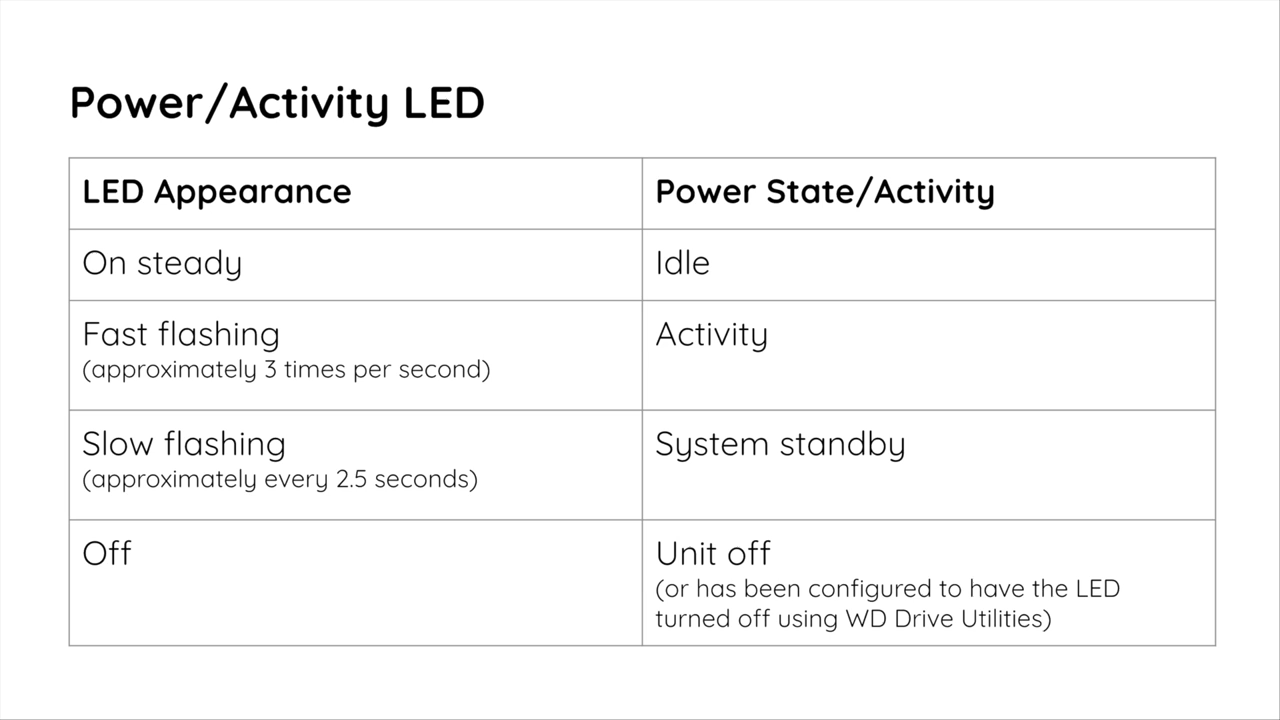 Power/Activity LED
LED Appearance
Power State/Activity
On steady
Idle
Fast flashing
(approximately 3 times per second)
Activity
Slow flashing
(approximately every 2.5 seconds)
System standby
Off
Unit off
(or has been configured to have the LED
turned off using WD Drive Utilities)